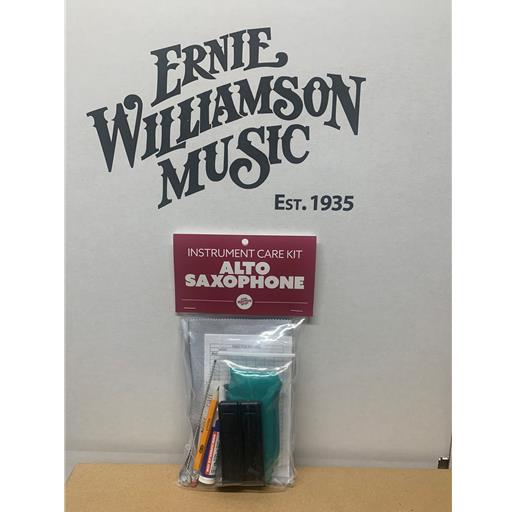 ERNIE
WILLIAMSON
MUSIC
EST. 1935
INSTRUMENT CARE KIT
ALTO
SAXOPHONE